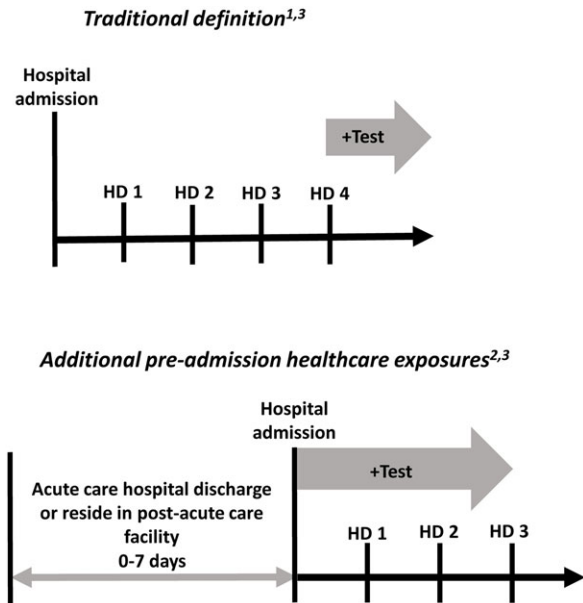 Traditional definition1,3
Hospital
admission
+Test
HD 1 HD 2 HD 3 HD 4
Additional pre-admission healthcare exposures2,3
Hospital
admission
+Test
Acute care hospital discharge
or reside in post-acute care
facility
0-7 days
HD 1 HD 2 HD 3